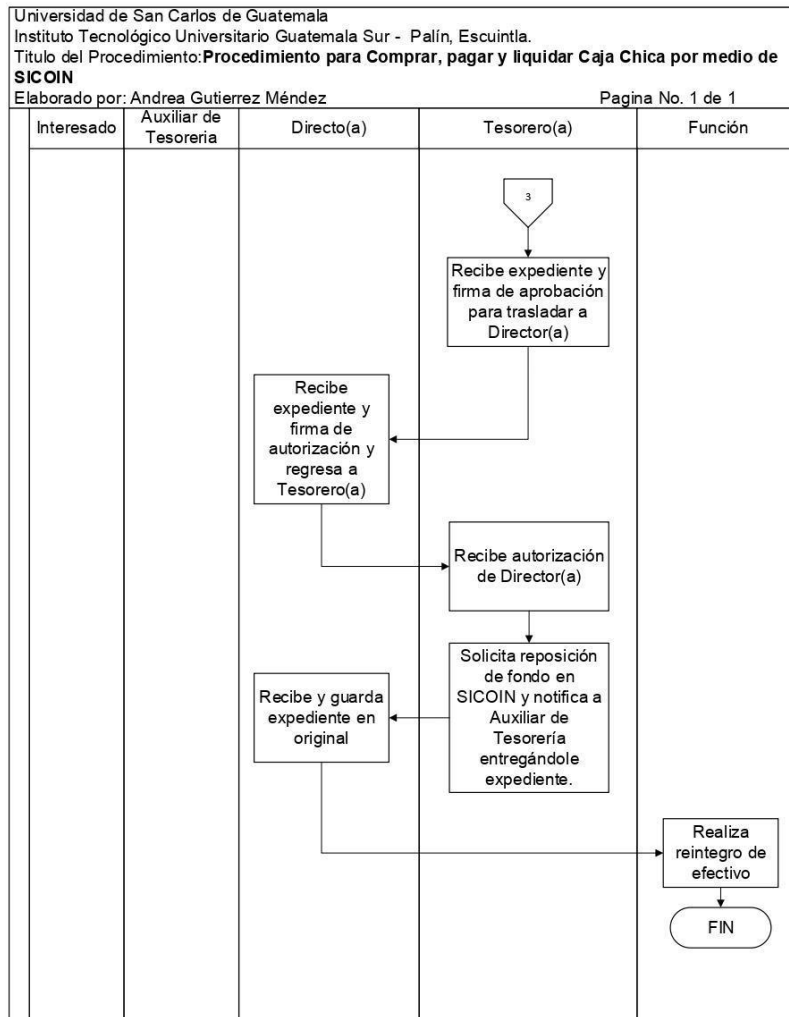 Universidad de San Carlos de Guatemala
Instituto Tecnológico Universitario Guatemala Sur - Palín, Escuintla.
Titulo del Procedimiento:Procedimiento para Comprar, pagar y liquidar Caja Chica por medio de
SICOIN
Elaborado por: Andrea Gutierrez Méndez Pagina No. 1 de 1
Interesado
Auxiliar de
Tesoreria
Directo(a)
Tesorero(a)
Función
3
Recibe expediente y
firma de aprobación
para trasladar a
Director(a)
Recibe
expediente y
firma de
autorización y
regresa a
Tesorero(a)
Recibe autorización
de Director(a)
Solicita reposición
de fondo en
SICOIN y notifica a
Auxiliar de
Tesorería
entregándole
expediente.
Recibe y guarda
expediente en
original
Realiza
reintegro de
efectivo
FIN